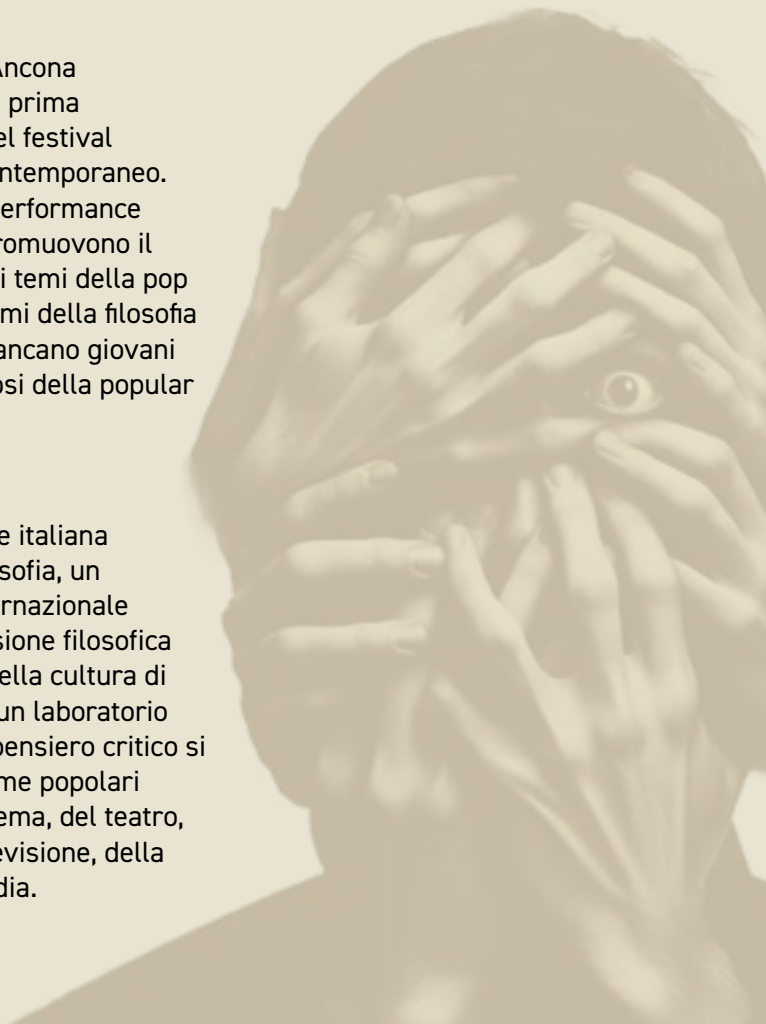 Ancona
prima
el festival
ntemporaneo.
erformance
romuovono il
i temi della pop
mi della filosofia
ancano giovani
osi della popular
e italiana
sofia, un
rnazionale
sione filosofica
ella cultura di
un laboratorio
pensiero critico si
me popolari
ema, del teatro,
evisione, della
dia.